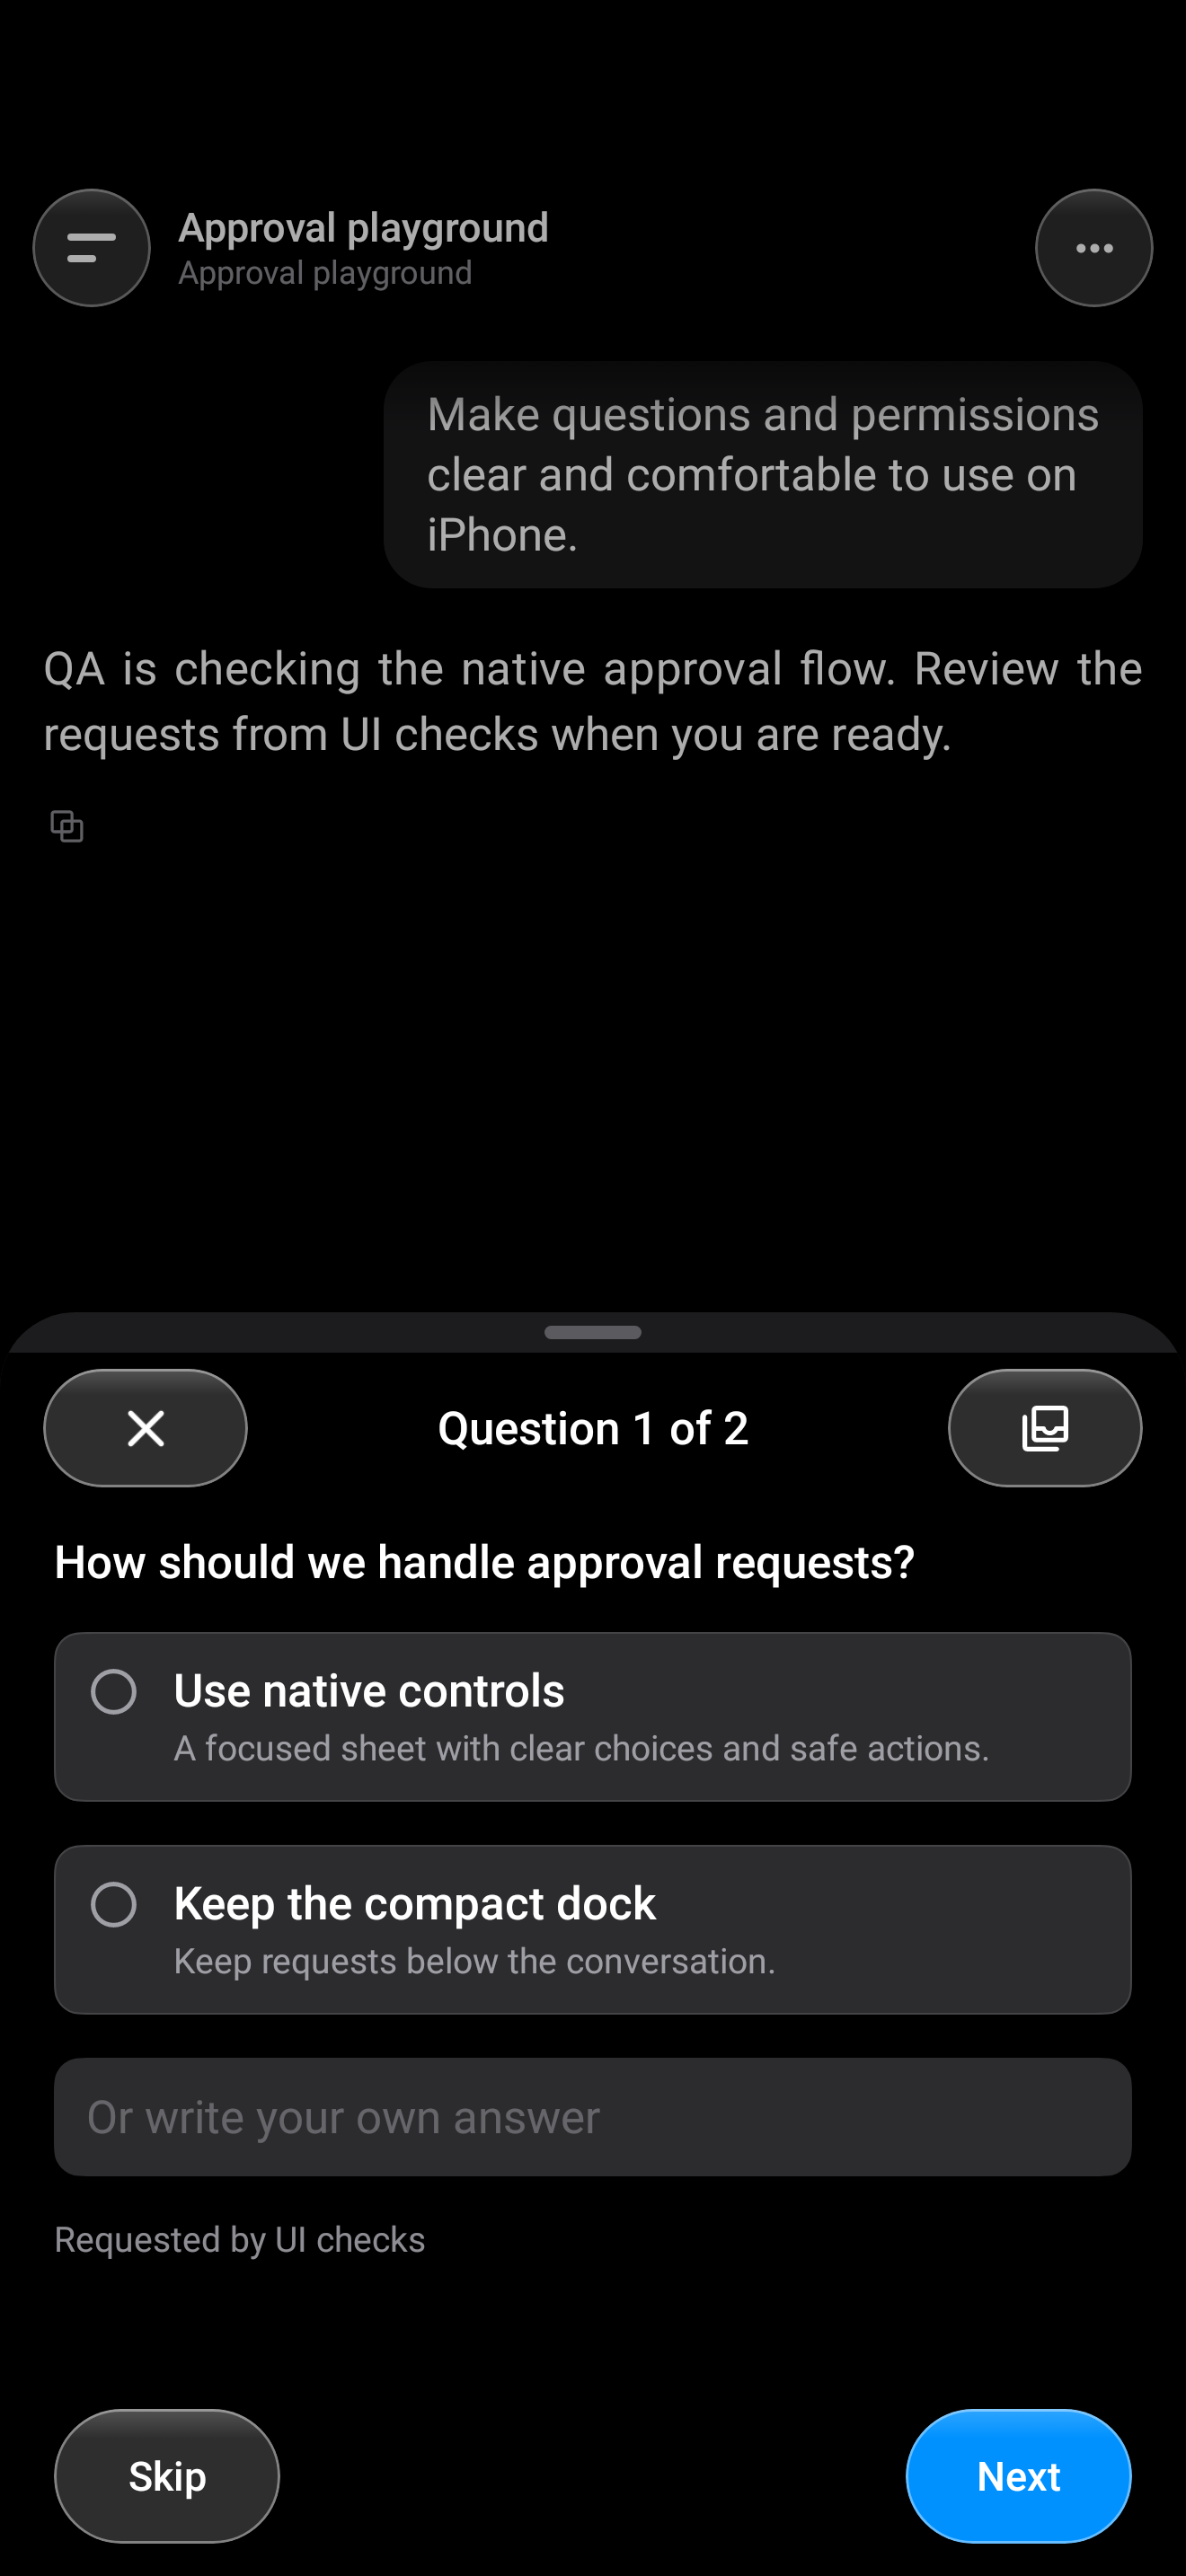 Approval playground
Approval playground
Make questions and permissions
clear and comfortable to use on
iPhone.
QA is checking the native approval flow. Review the
requests from UI checks when you are ready.
Question 1 of 2
How should we handle approval requests?
Use native controls
A focused sheet with clear choices and safe actions.
Keep the compact dock
Keep requests below the conversation.
Or write your own answer
Requested by UI checks
Skip
Next